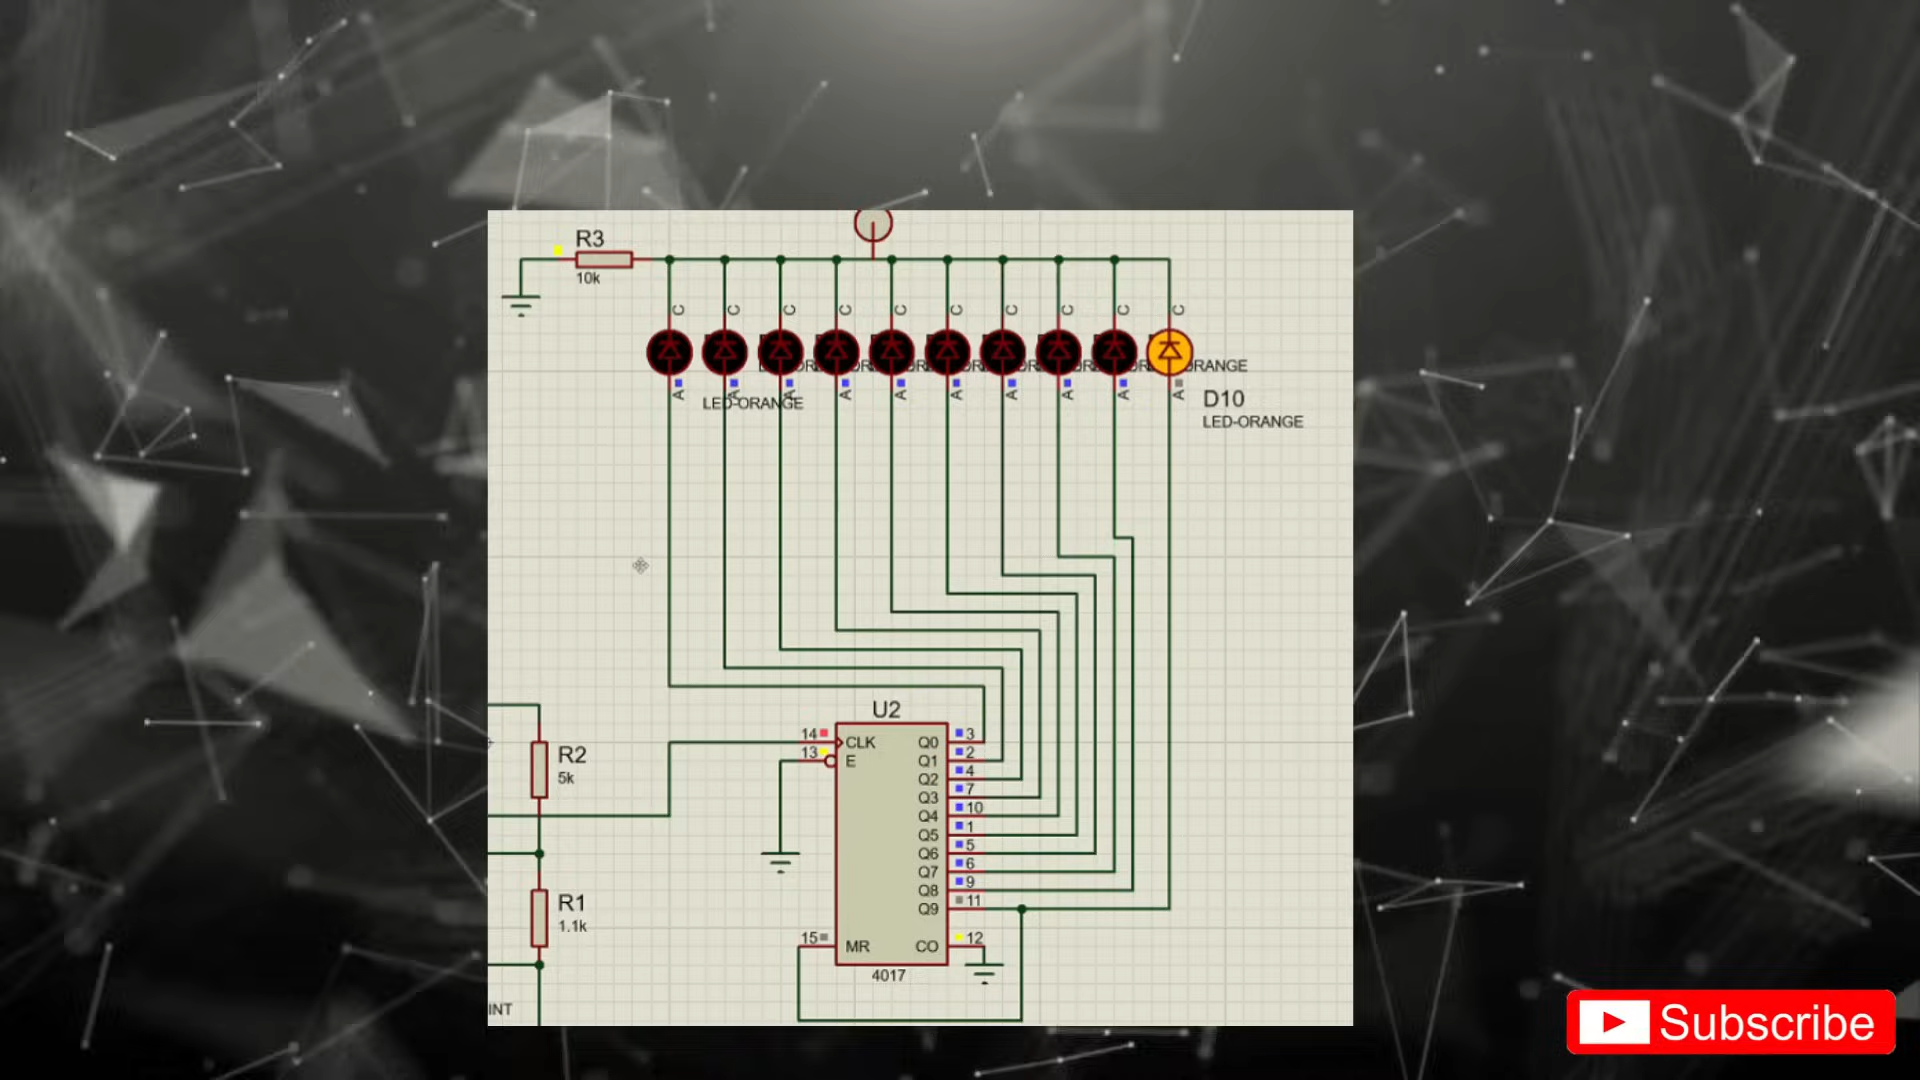 R3
10k
C C C C C C C C C C
RANGE
A A A A A A A A A A
LED-ORANGE
D10
LED-ORANGE
U2
14 CLK Q0 3
13 E Q1 2
Q2 4
Q3 7
Q4 10
Q5 1
Q6 5
Q7 6
Q8 9
Q9 11
15 MR CO 12
4017
R2
5k
R1
1.1k
INT
Subscribe